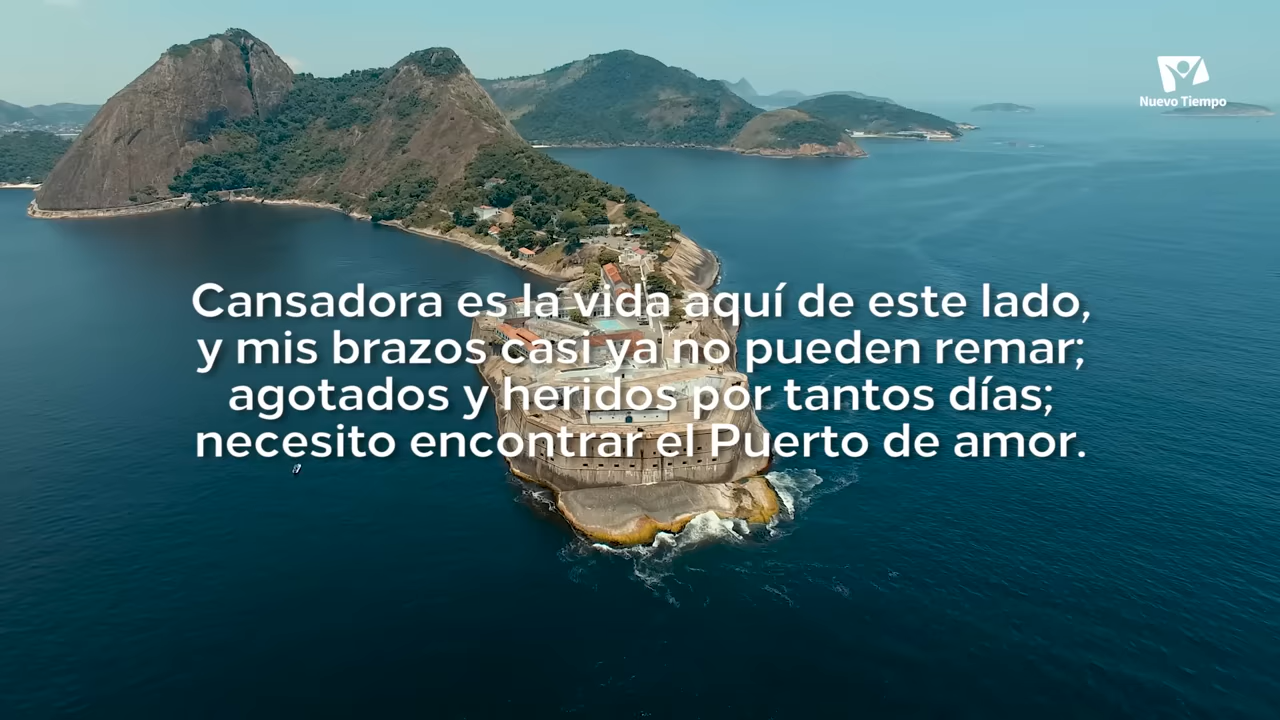 Nuevo Tiempo
Cansadora es la vida aquí de este lado,
y mis brazos casi ya no pueden remar;
agotados y heridos por tantos días;
necesito encontrar el Puerto de amor.